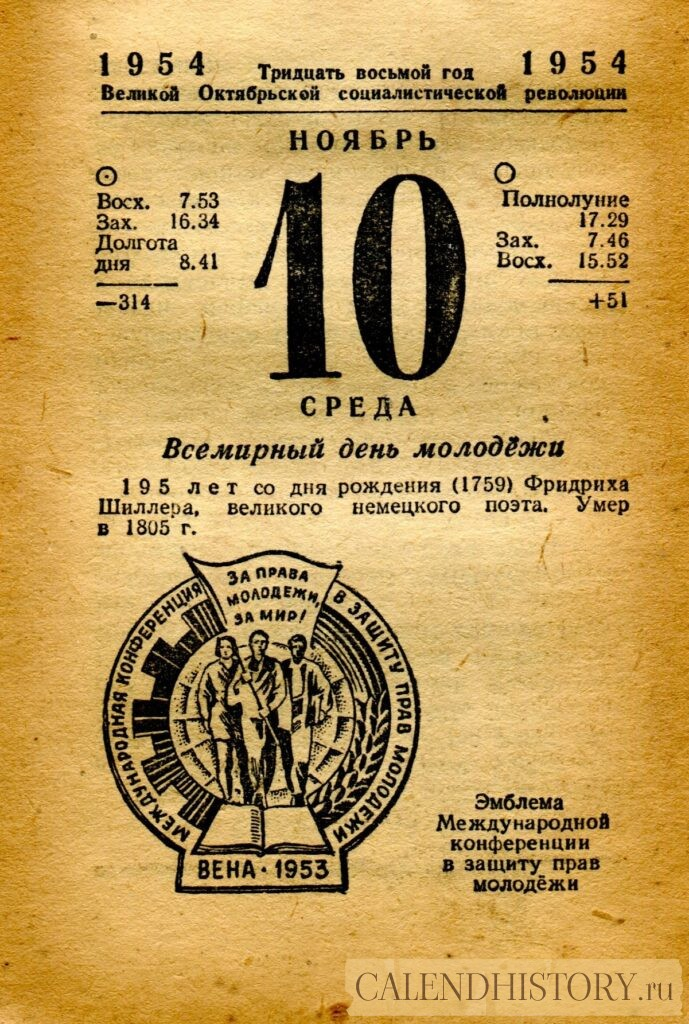 1954 Тридцать восьмой год 1954
Великой Октябрьской социалистической революции
НОЯБРЬ
Восх. 7.53
Зах. 16.34
Долгота
дня 8.41
—314
10
Полнолуние
17.29
Зах. 7.46
Восх. 15.52
+51
СРЕДА
Всемирный день молодёжи
195 лет со дня рождения (1759) Фридриха
Шиллера, великого немецкого поэта. Умер
в 1805 г.
ЗА ПРАВА
МОЛОДЕЖИ,
ЗА МИР!
МЕЖДУНАРОДНАЯ КОНФЕРЕНЦИЯ
В ЗАЩИТУ ПРАВ МОЛОДЕЖИ
ВЕНА · 1953
Эмблема
Международной
конференции
в защиту прав
молодёжи
CALENDHISTORY.ru